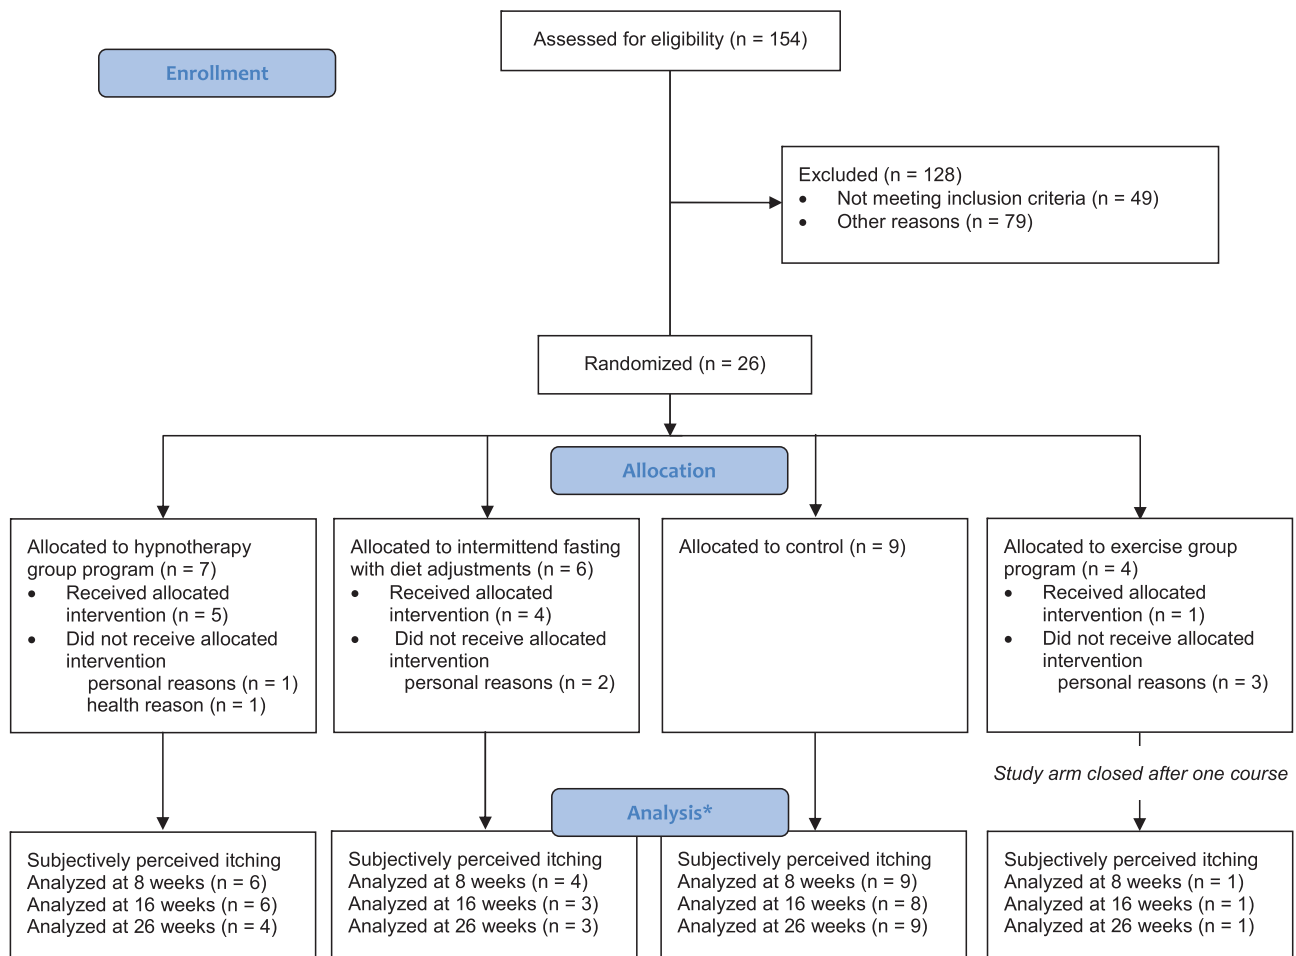 Assessed for eligibility (n = 154)
Enrollment
Excluded (n = 128)
• Not meeting inclusion criteria (n = 49)
• Other reasons (n = 79)
Randomized (n = 26)
Allocation
Allocated to hypnotherapy
group program (n = 7)
• Received allocated
intervention (n = 5)
• Did not receive allocated
intervention
personal reasons (n = 1)
health reason (n = 1)
Allocated to intermittend fasting
with diet adjustments (n = 6)
• Received allocated
intervention (n = 4)
• Did not receive allocated
intervention
personal reasons (n = 2)
Allocated to control (n = 9)
Allocated to exercise group
program (n = 4)
• Received allocated
intervention (n = 1)
• Did not receive allocated
intervention
personal reasons (n = 3)
Study arm closed after one course
Analysis*
Subjectively perceived itching
Analyzed at 8 weeks (n = 6)
Analyzed at 16 weeks (n = 6)
Analyzed at 26 weeks (n = 4)
Subjectively perceived itching
Analyzed at 8 weeks (n = 4)
Analyzed at 16 weeks (n = 3)
Analyzed at 26 weeks (n = 3)
Subjectively perceived itching
Analyzed at 8 weeks (n = 9)
Analyzed at 16 weeks (n = 8)
Analyzed at 26 weeks (n = 9)
Subjectively perceived itching
Analyzed at 8 weeks (n = 1)
Analyzed at 16 weeks (n = 1)
Analyzed at 26 weeks (n = 1)